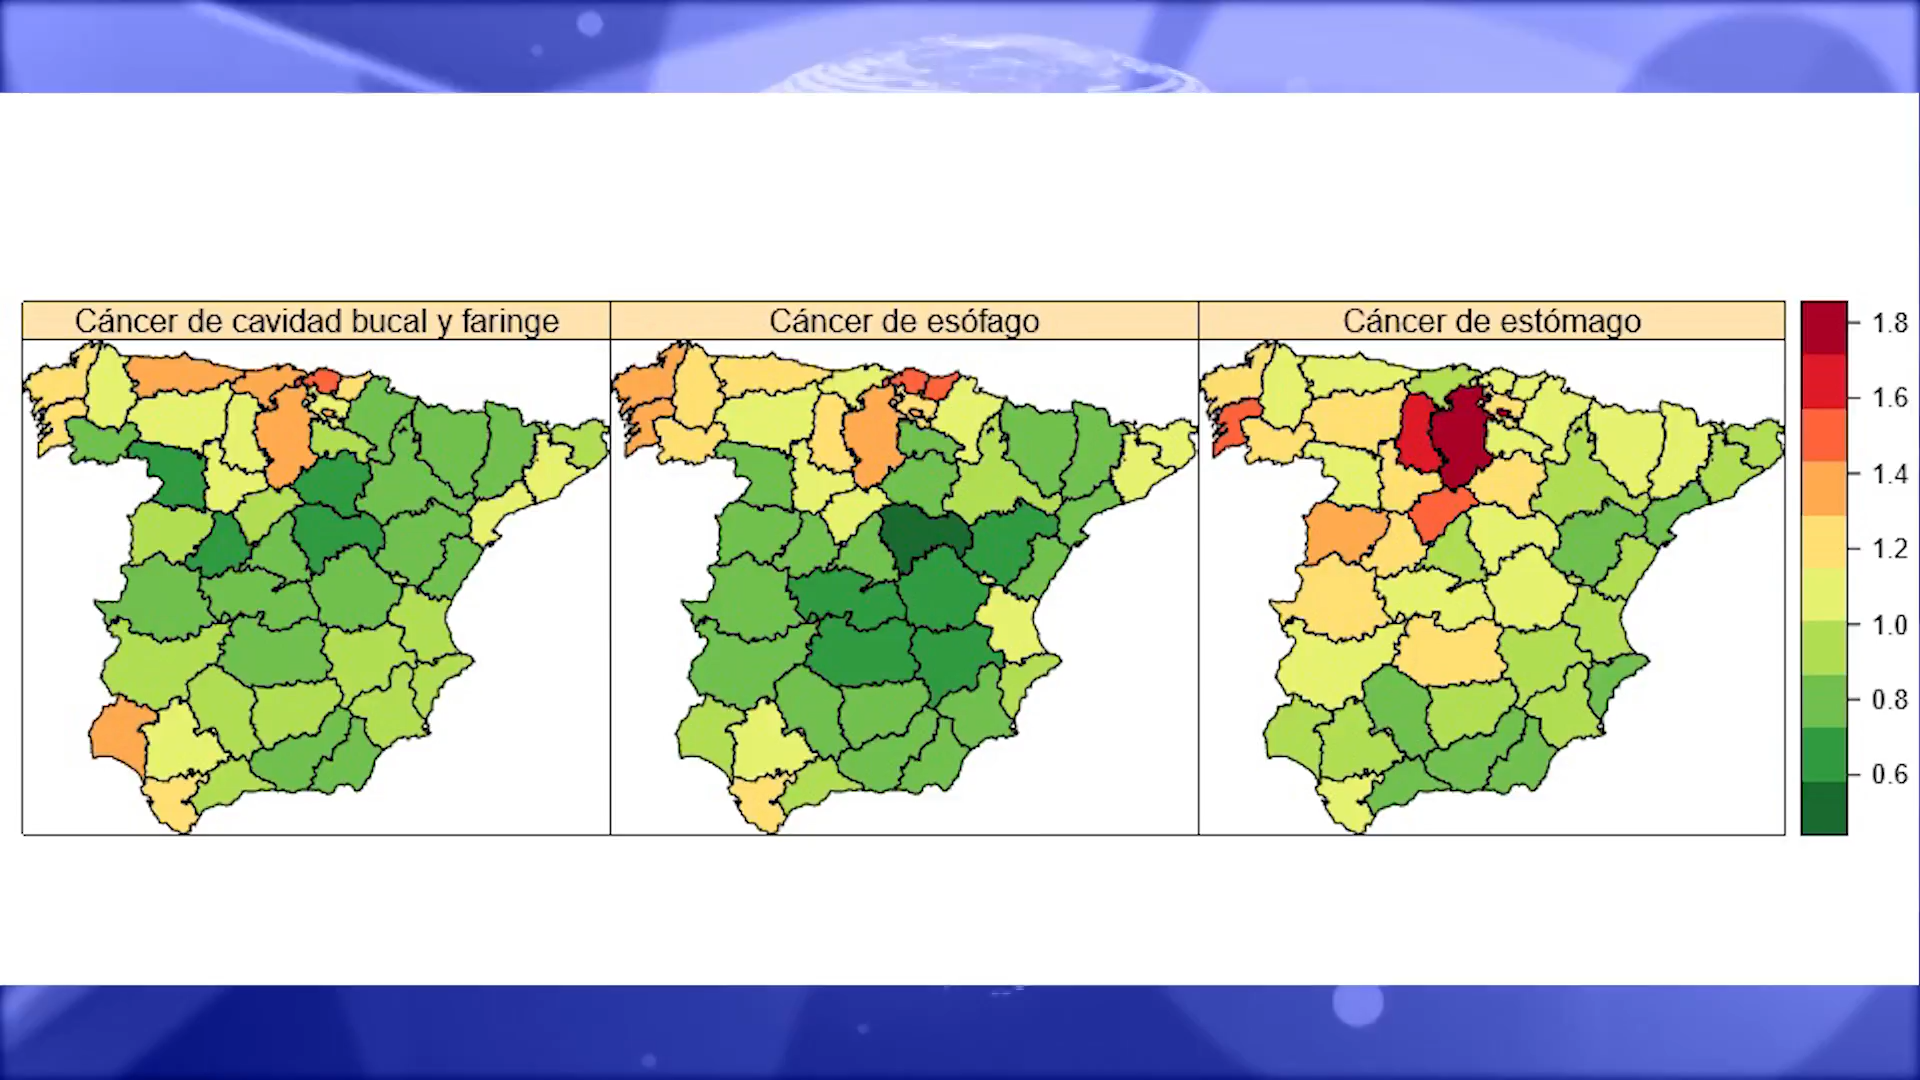 Cáncer de cavidad bucal y faringe
Cáncer de esófago
Cáncer de estómago
1.8
1.6
1.4
1.2
1.0
0.8
0.6